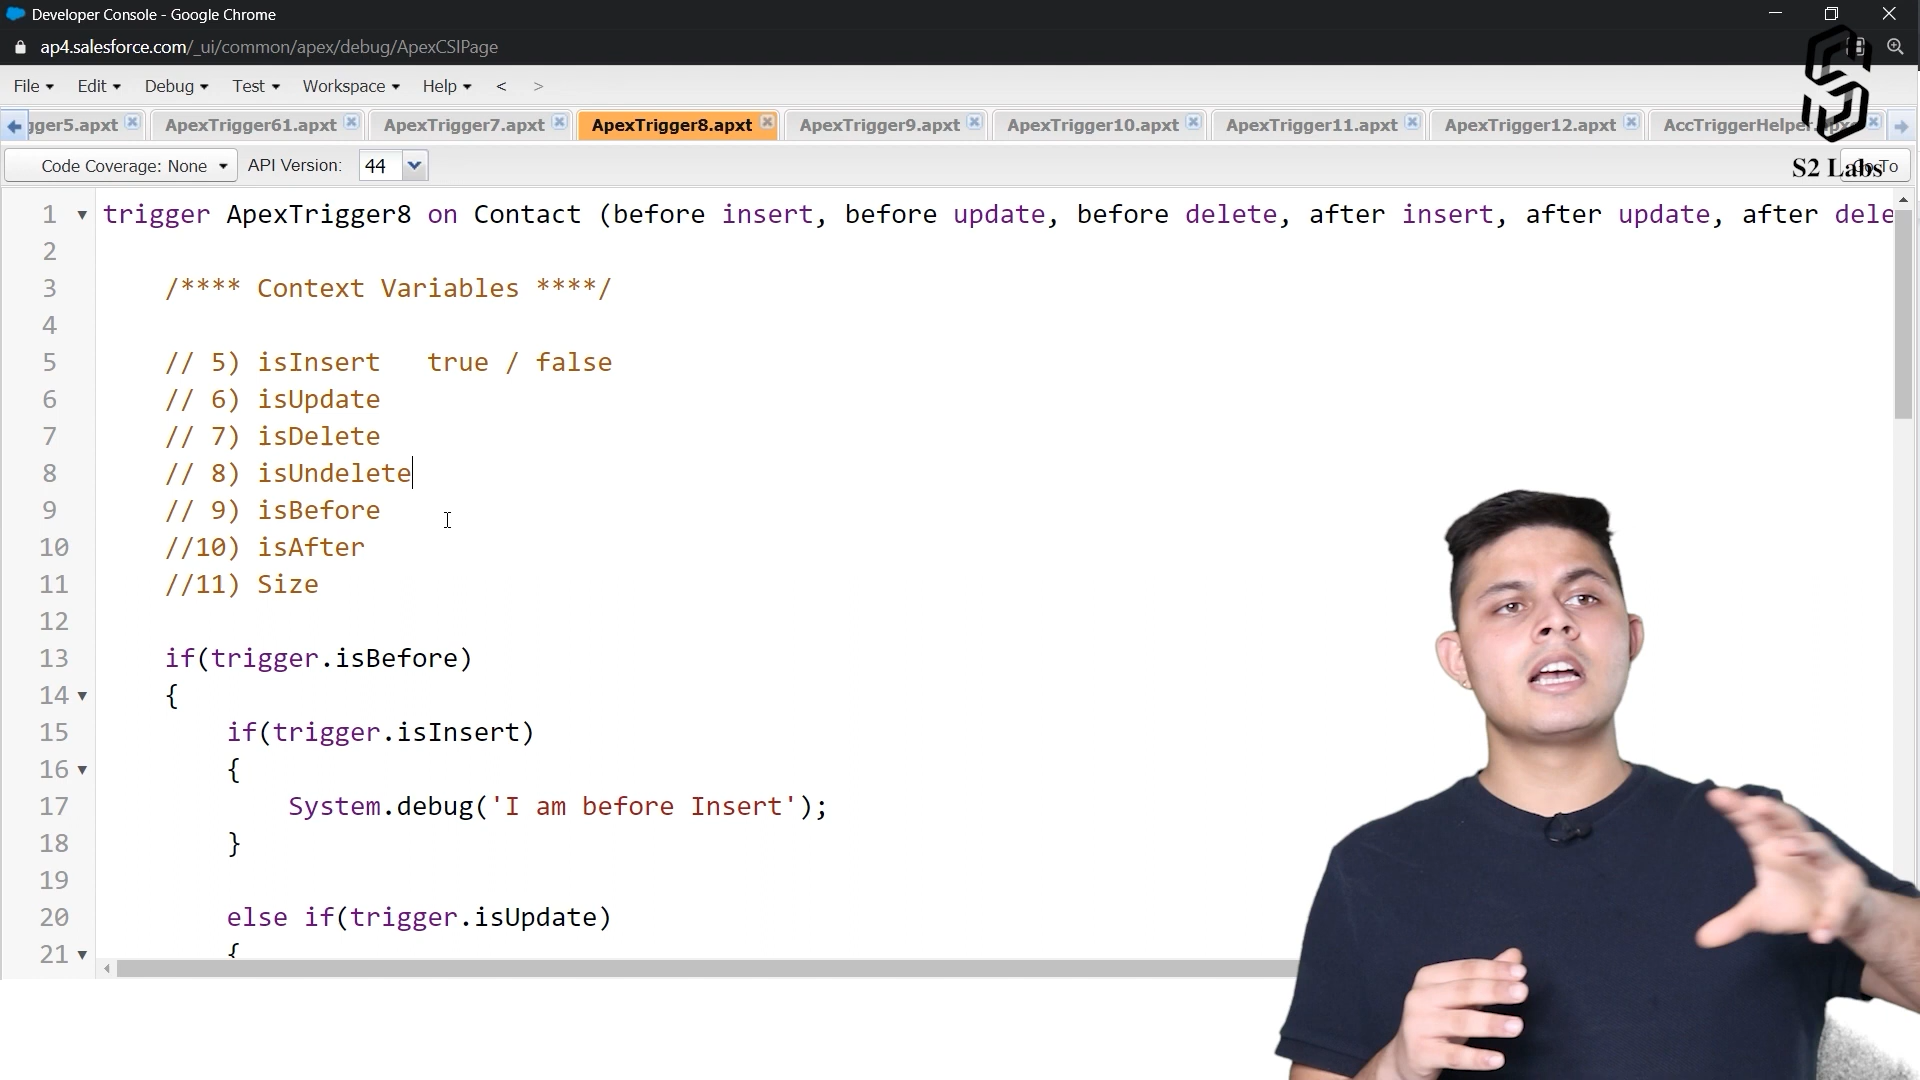 Developer Console - Google Chrome
ap4.salesforce.com/_ui/common/apex/debug/ApexCSIPage
File Edit Debug Test Workspace Help < >
gger5.apxt ApexTrigger61.apxt ApexTrigger7.apxt ApexTrigger8.apxt ApexTrigger9.apxt ApexTrigger10.apxt ApexTrigger11.apxt ApexTrigger12.apxt AccTriggerHelper.apxc
Code Coverage: None API Version: 44 Go To
S2 Labs
1 trigger ApexTrigger8 on Contact (before insert, before update, before delete, after insert, after update, after dele
2
3 /**** Context Variables ****/
4
5 // 5) isInsert true / false
6 // 6) isUpdate
7 // 7) isDelete
8 // 8) isUndelete
9 // 9) isBefore
10 //10) isAfter
11 //11) Size
12
13 if(trigger.isBefore)
14 {
15 if(trigger.isInsert)
16 {
17 System.debug('I am before Insert');
18 }
19
20 else if(trigger.isUpdate)
21 {